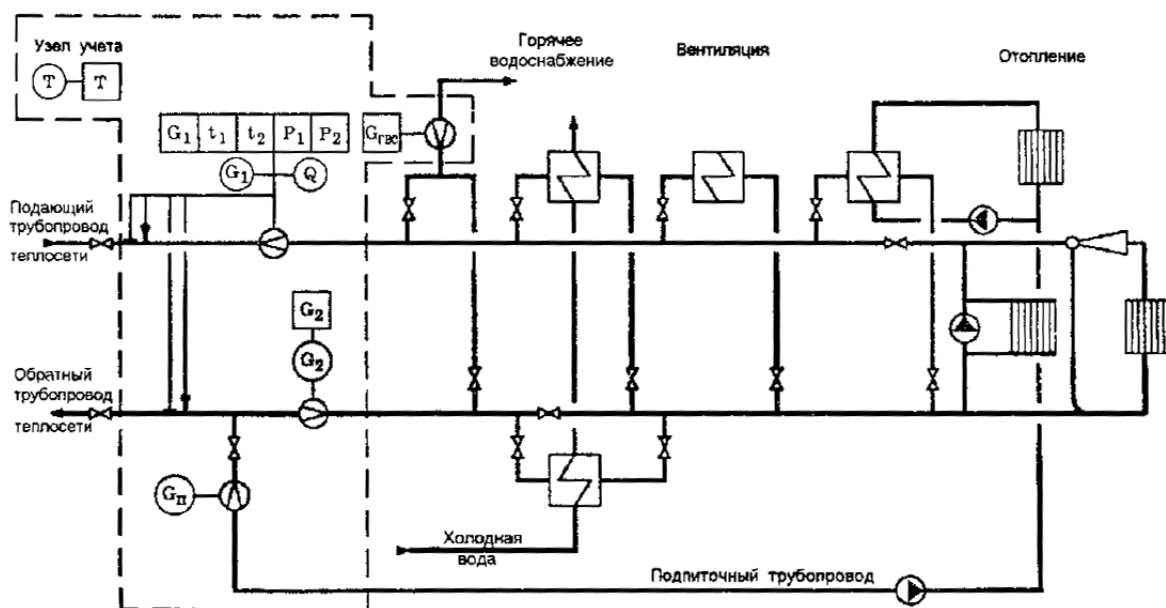 Узел учета
T T
Горячее
водоснабжение
Вентиляция
Отопление
G₁ t₁ t₂ P₁ P₂
Gгвс
G₁ Q
Подающий
трубопровод
теплосети
G₂
G₂
Обратный
трубопровод
теплосети
Gп
Холодная
вода
Подпиточный трубопровод